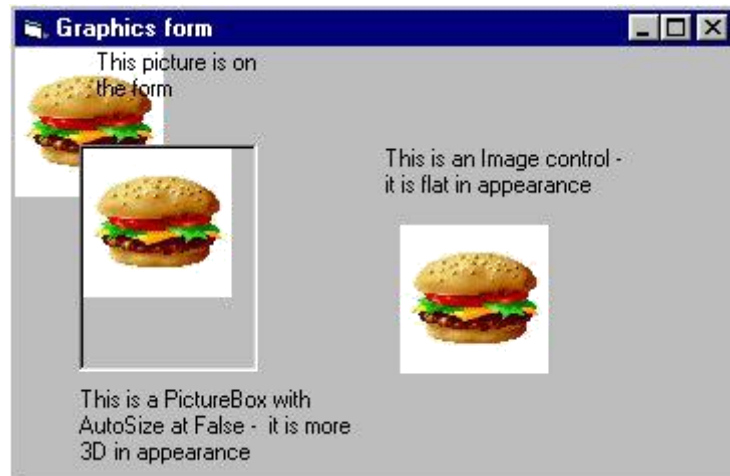 Graphics form
This picture is on
the form
This is an Image control -
it is flat in appearance
This is a PictureBox with
AutoSize at False - it is more
3D in appearance